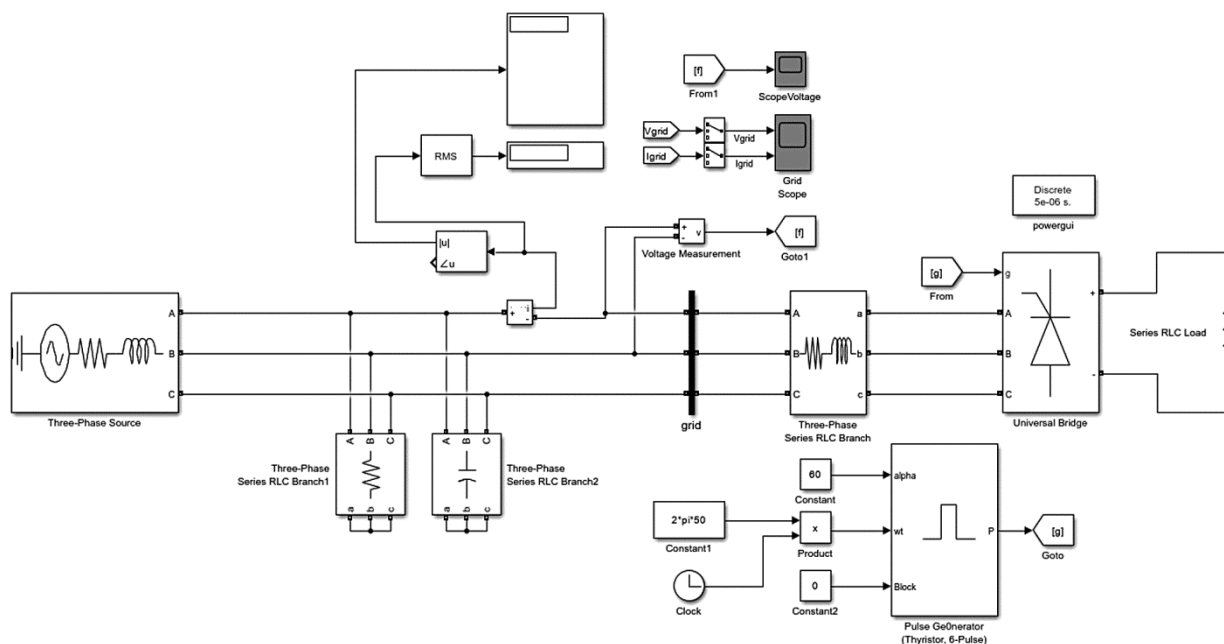 [f]
From1
ScopeVoltage
Vgrid
Vgrid
Igrid
Igrid
Grid
Scope
RMS
Discrete
5e-06 s.
powergui
|u|
∠u
+
-
v
Voltage Measurement
[f]
Goto1
[g]
From
g
A
B
C
+
-
Universal Bridge
Series RLC Load
A
B
C
Three-Phase Source
+
i
-
grid
A
B
C
a
b
c
Three-Phase
Series RLC Branch
A
B
C
a
b
c
Three-Phase
Series RLC Branch1
A
B
C
a
b
c
Three-Phase
Series RLC Branch2
60
Constant
2*pi*50
Constant1
x
Product
Clock
0
Constant2
alpha
wt
Block
P
Pulse Ge0nerator
(Thyristor, 6-Pulse)
[g]
Goto